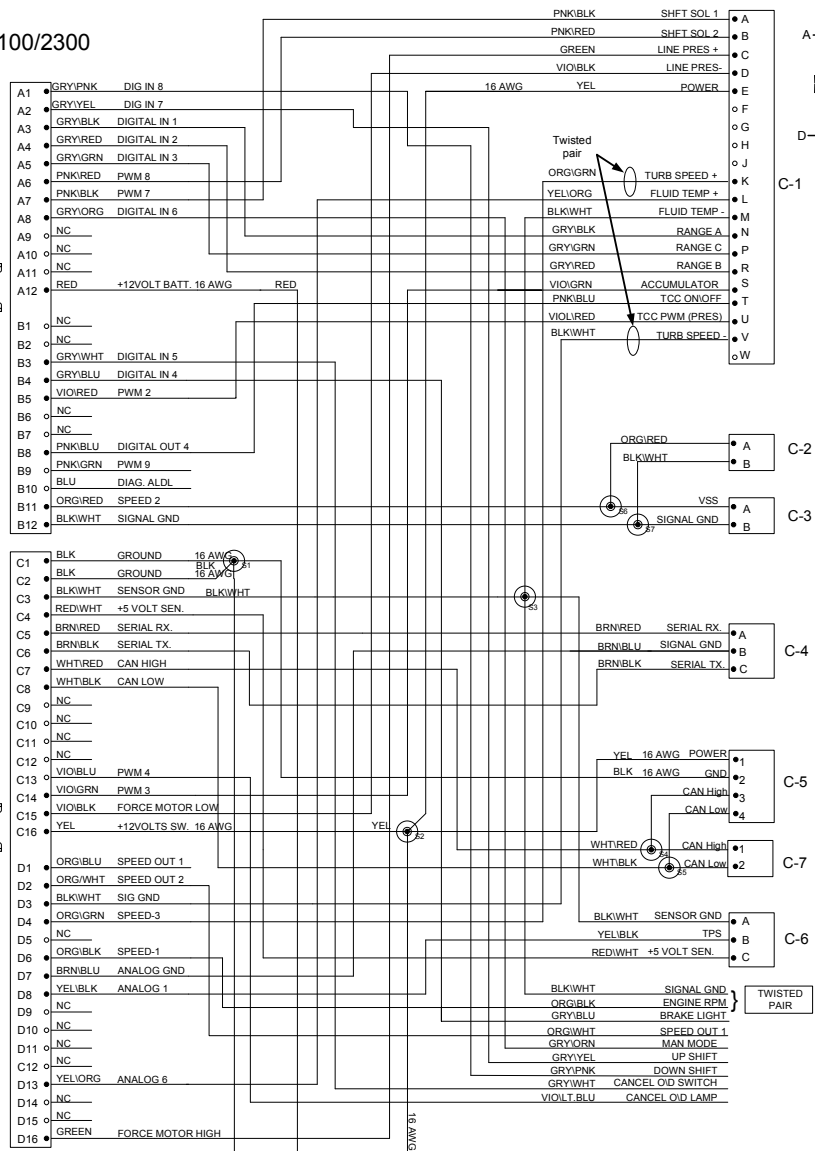 100/2300
A1 GRY\PNK DIG IN 8
A2 GRY\YEL DIG IN 7
A3 GRY\BLK DIGITAL IN 1
A4 GRY\RED DIGITAL IN 2
A5 GRY\GRN DIGITAL IN 3
A6 PNK\RED PWM 8
A7 PNK\BLK PWM 7
A8 GRY\ORG DIGITAL IN 6
A9 NC
A10 NC
A11 NC
A12 RED +12VOLT BATT. 16 AWG RED
B1 NC
B2 NC
B3 GRY\WHT DIGITAL IN 5
B4 GRY\BLU DIGITAL IN 4
B5 VIO\RED PWM 2
B6 NC
B7 NC
B8 PNK\BLU DIGITAL OUT 4
B9 PNK\GRN PWM 9
B10 BLU DIAG. ALDL
B11 ORG\RED SPEED 2
B12 BLK\WHT SIGNAL GND
C1 BLK GROUND 16 AWG
BLK S1
C2 BLK GROUND 16 AWG
C3 BLK\WHT SENSOR GND BLK\WHT
C4 RED\WHT +5 VOLT SEN.
C5 BRN\RED SERIAL RX.
C6 BRN\BLK SERIAL TX.
C7 WHT\RED CAN HIGH
C8 WHT\BLK CAN LOW
C9 NC
C10 NC
C11 NC
C12 NC
C13 VIO\BLU PWM 4
C14 VIO\GRN PWM 3
C15 VIO\BLK FORCE MOTOR LOW
C16 YEL +12VOLTS SW. 16 AWG YEL S2
D1 ORG\BLU SPEED OUT 1
D2 ORG/WHT SPEED OUT 2
D3 BLK\WHT SIG GND
D4 ORG\GRN SPEED-3
D5 NC
D6 ORG\BLK SPEED-1
D7 BRN\BLU ANALOG GND
D8 YEL\BLK ANALOG 1
D9 NC
D10 NC
D11 NC
C12 NC
D13 YEL\ORG ANALOG 6
D14 NC
D15 NC
D16 GREEN FORCE MOTOR HIGH
16 AWG
PNK\BLK SHFT SOL 1 A
PNK\RED SHFT SOL 2 B
GREEN LINE PRES + C
VIO\BLK LINE PRES- D
16 AWG YEL POWER E
F
G
H
J
Twisted
pair
ORG\GRN TURB SPEED + K
C-1
YEL\ORG FLUID TEMP + L
BLK\WHT FLUID TEMP - M
GRY\BLK RANGE A N
GRY\GRN RANGE C P
GRY\RED RANGE B R
VIO\GRN ACCUMULATOR S
PNK\BLU TCC ON\OFF T
VIOL\RED TCC PWM (PRES) U
BLK\WHT TURB SPEED - V
W
A
D
ORG\RED A
C-2
BLK\WHT B
S6 VSS A
C-3
S7 SIGNAL GND B
S3
BRN\RED SERIAL RX. A
BRN\BLU SIGNAL GND B
C-4
BRN\BLK SERIAL TX. C
YEL 16 AWG POWER 1
BLK 16 AWG GND 2
C-5
CAN High 3
CAN Low 4
WHT\RED S4 CAN High 1
C-7
WHT\BLK S5 CAN Low 2
BLK\WHT SENSOR GND A
YEL\BLK TPS B
C-6
RED\WHT +5 VOLT SEN. C
BLK\WHT SIGNAL GND
ORG\BLK ENGINE RPM
} TWISTED
PAIR
GRY\BLU BRAKE LIGHT
ORG\WHT SPEED OUT 1
GRY\ORN MAN MODE
GRY\YEL UP SHIFT
GRY\PNK DOWN SHIFT
GRY\WHT CANCEL O\D SWITCH
VIO\LT.BLU CANCEL O\D LAMP